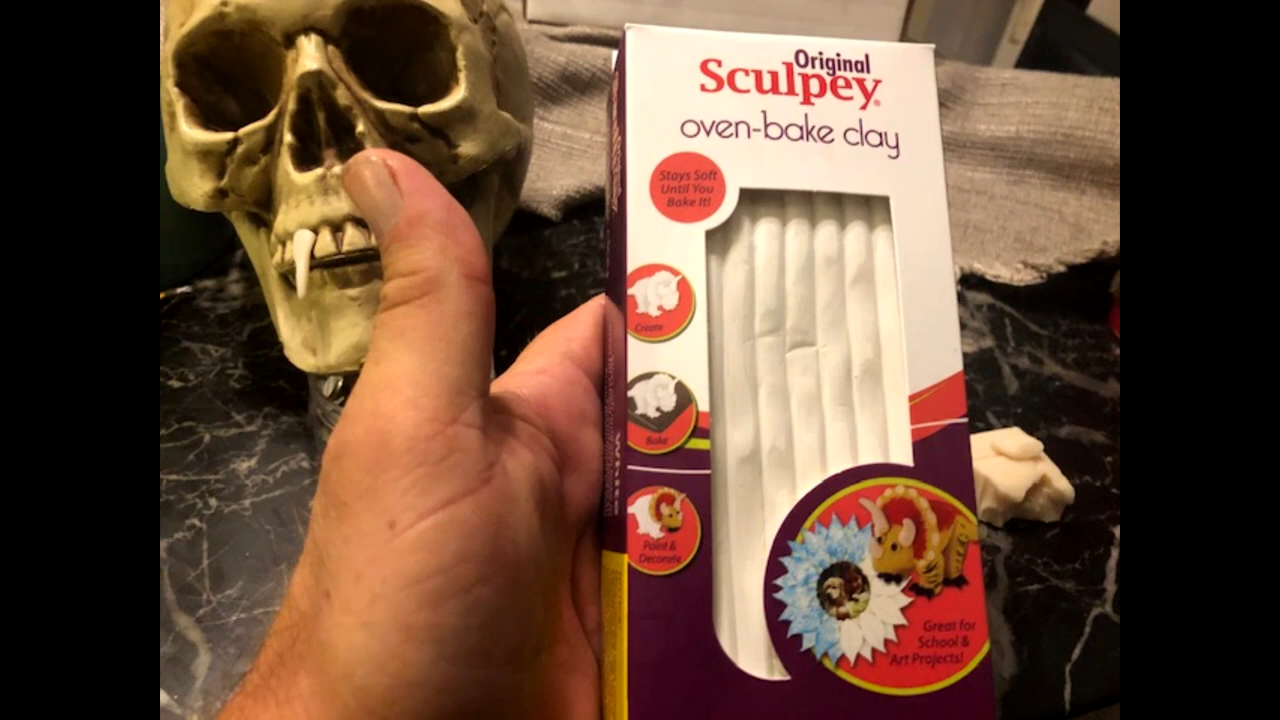 Original
Sculpey®
oven-bake clay
Stays Soft
Until You
Bake It!
Create
Bake
Paint &
Decorate
Great for
School &
Art Projects!